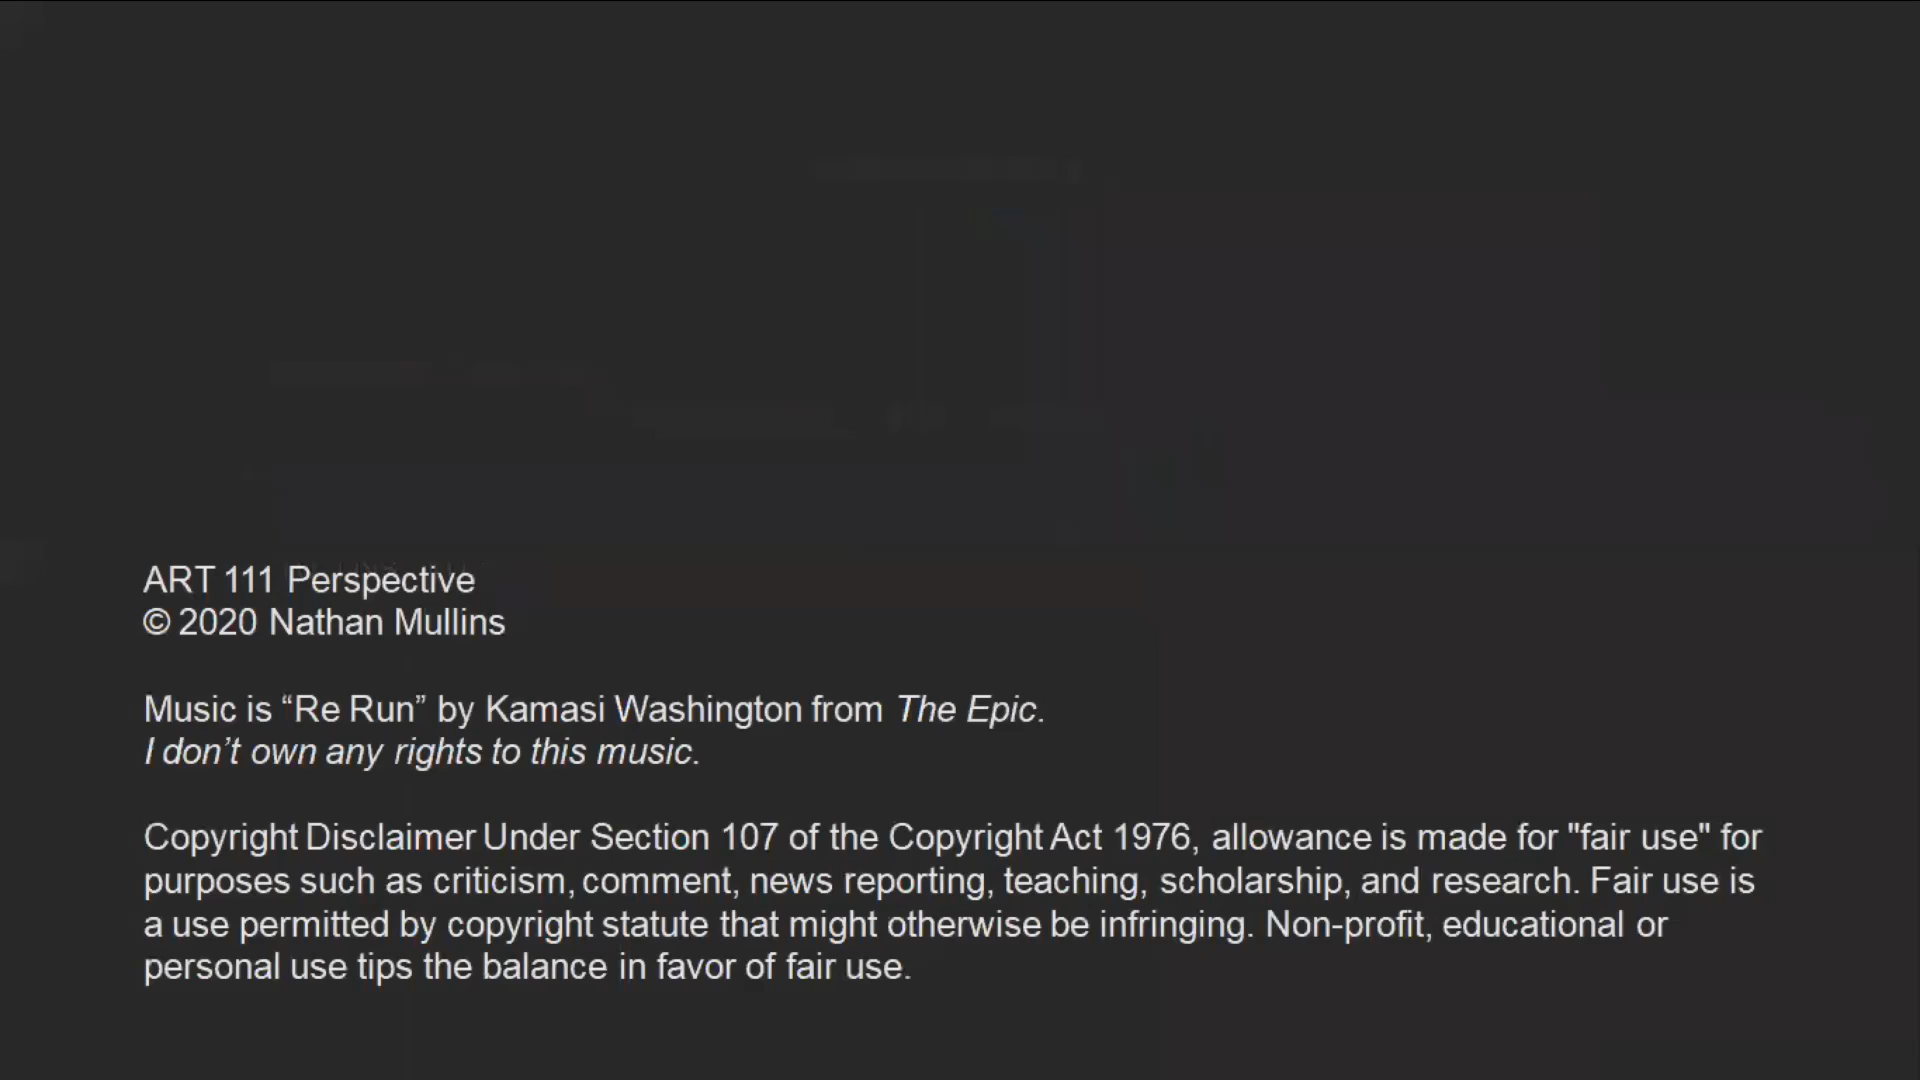 ART 111 Perspective
© 2020 Nathan Mullins
Music is “Re Run” by Kamasi Washington from The Epic.
I don’t own any rights to this music.
Copyright Disclaimer Under Section 107 of the Copyright Act 1976, allowance is made for "fair use" for
purposes such as criticism, comment, news reporting, teaching, scholarship, and research. Fair use is
a use permitted by copyright statute that might otherwise be infringing. Non-profit, educational or
personal use tips the balance in favor of fair use.